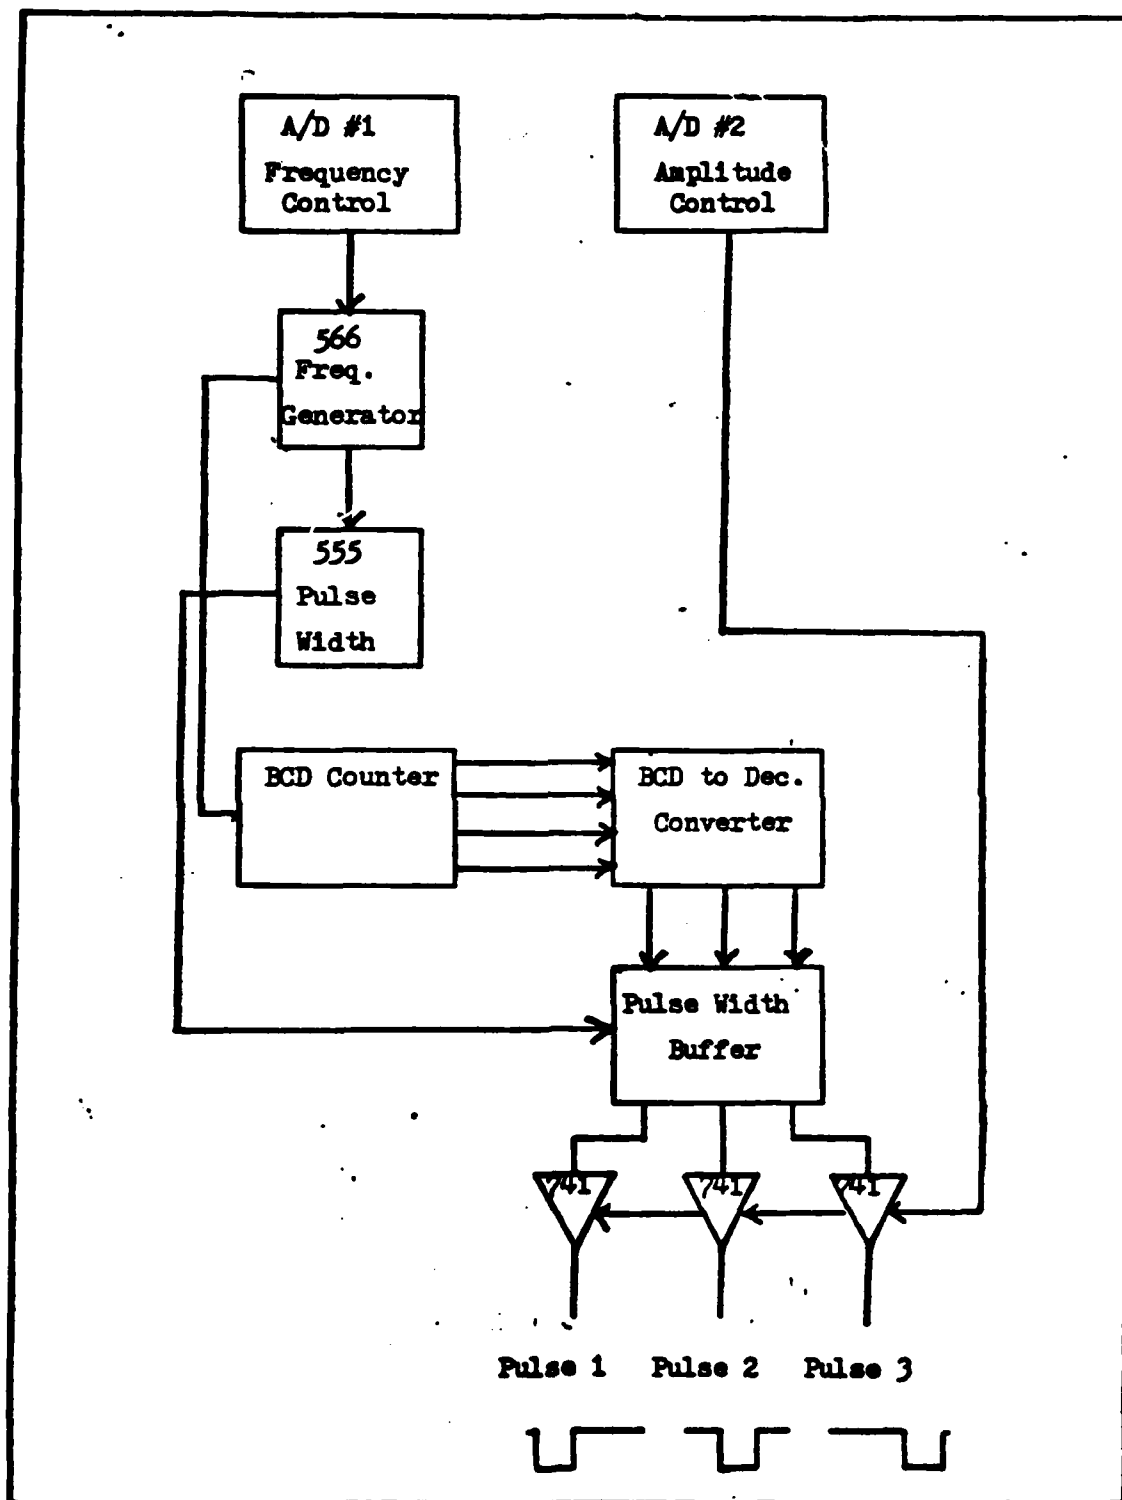 A/D #1
Frequency
Control
A/D #2
Amplitude
Control
566
Freq.
Generator
555
Pulse
Width
BCD Counter
BCD to Dec.
Converter
Pulse Width
Buffer
741
741
741
Pulse 1
Pulse 2
Pulse 3